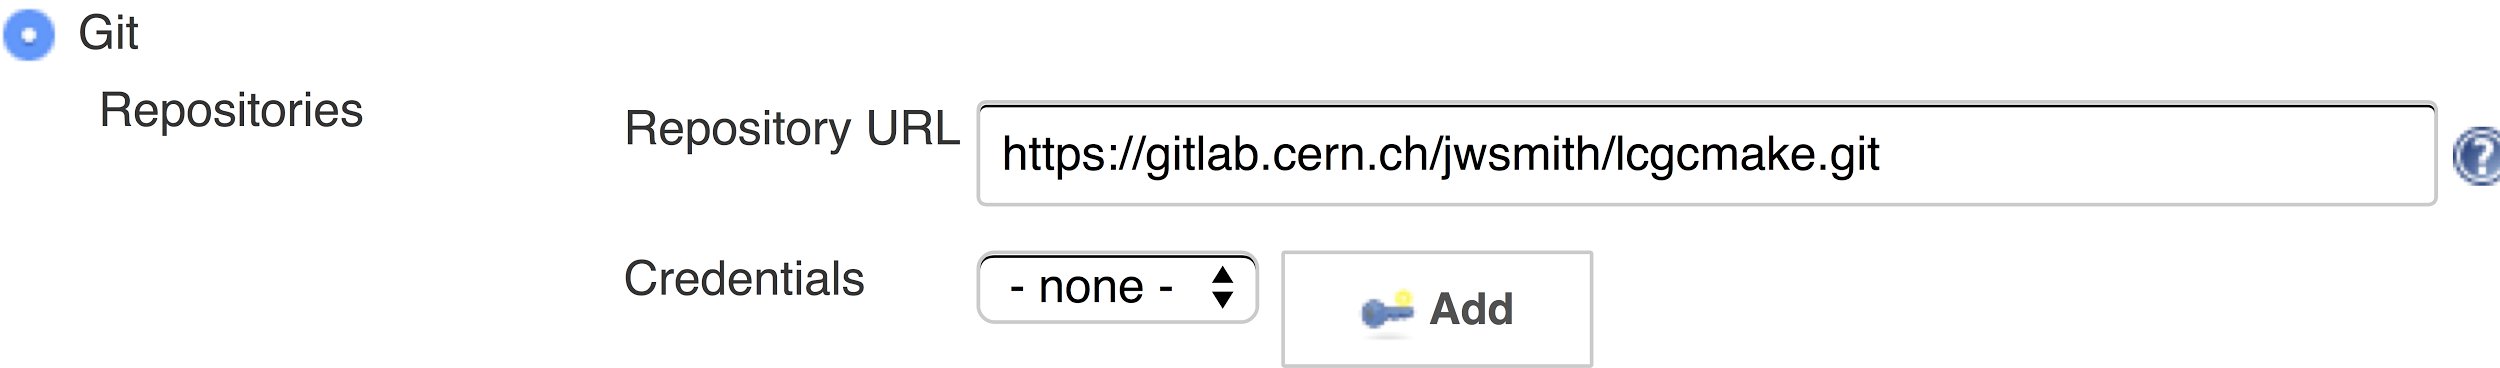 Git
Repositories
Repository URL
https://gitlab.cern.ch/jwsmith/lcgcmake.git
?
Credentials
- none -
Add